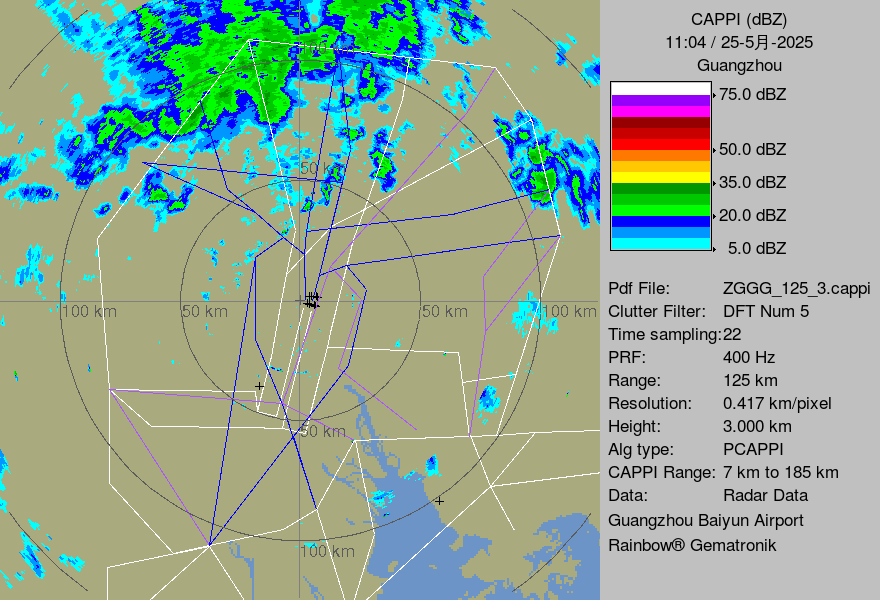 CAPPI (dBZ)
11:04 / 25-5月-2025
Guangzhou
75.0 dBZ
50.0 dBZ
35.0 dBZ
20.0 dBZ
5.0 dBZ
50
100 km
50 km
50 km
100 km
50 km
100 km
Pdf File: ZGGG_125_3.cappi
Clutter Filter: DFT Num 5
Time sampling:22
PRF: 400 Hz
Range: 125 km
Resolution: 0.417 km/pixel
Height: 3.000 km
Alg type: PCAPPI
CAPPI Range: 7 km to 185 km
Data: Radar Data
Guangzhou Baiyun Airport
Rainbow® Gematronik